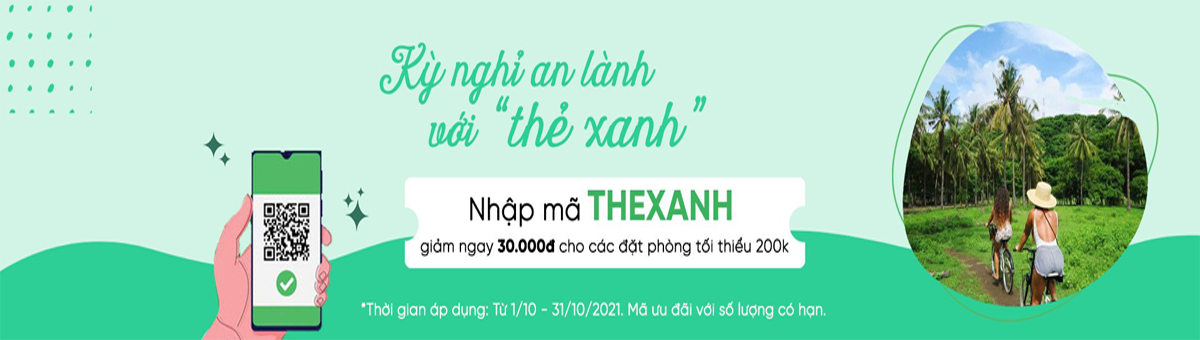 Kỳ nghỉ an lành
với “thẻ xanh”
Nhập mã THEXANH
giảm ngay 30.000đ cho các đặt phòng tối thiểu 200k
*Thời gian áp dụng: Từ 1/10 - 31/10/2021. Mã ưu đãi với số lượng có hạn.